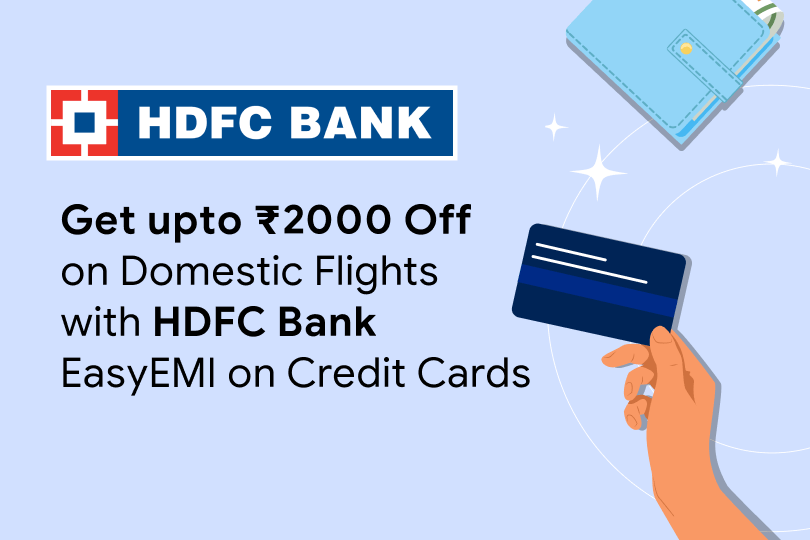 HDFC BANK
Get upto ₹2000 Off
on Domestic Flights
with HDFC Bank
EasyEMI on Credit Cards